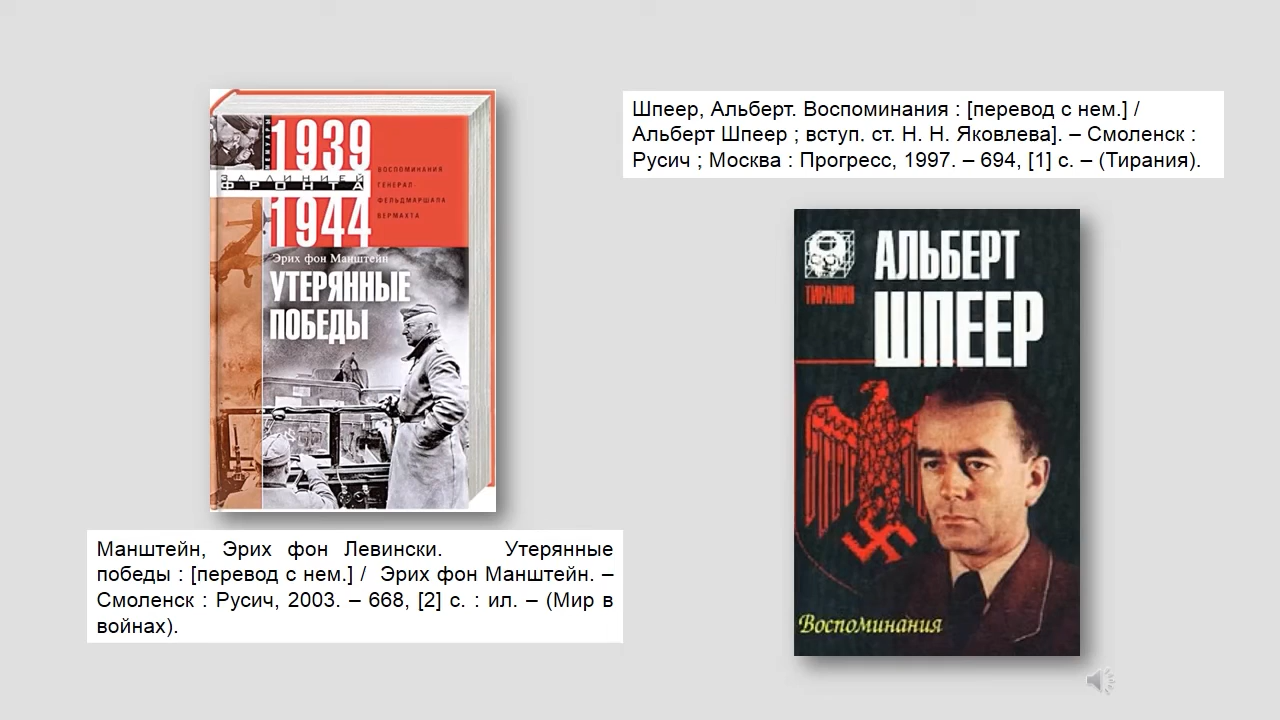 1939
МЕМУАРЫ
ЗА ЛИНИЕЙ
ФРОНТА
1944
ВОСПОМИНАНИЯ
ГЕНЕРАЛ-
ФЕЛЬДМАРШАЛА
ВЕРМАХТА
Эрих фон Манштейн
УТЕРЯННЫЕ
ПОБЕДЫ
Манштейн, Эрих фон Левински. Утерянные
победы : [перевод с нем.] / Эрих фон Манштейн. –
Смоленск : Русич, 2003. – 668, [2] с. : ил. – (Мир в
войнах).
Шпеер, Альберт. Воспоминания : [перевод с нем.] /
Альберт Шпеер ; вступ. ст. Н. Н. Яковлева]. – Смоленск :
Русич ; Москва : Прогресс, 1997. – 694, [1] с. – (Тирания).
ТИРАНИЯ
АЛЬБЕРТ
ШПЕЕР
Воспоминания